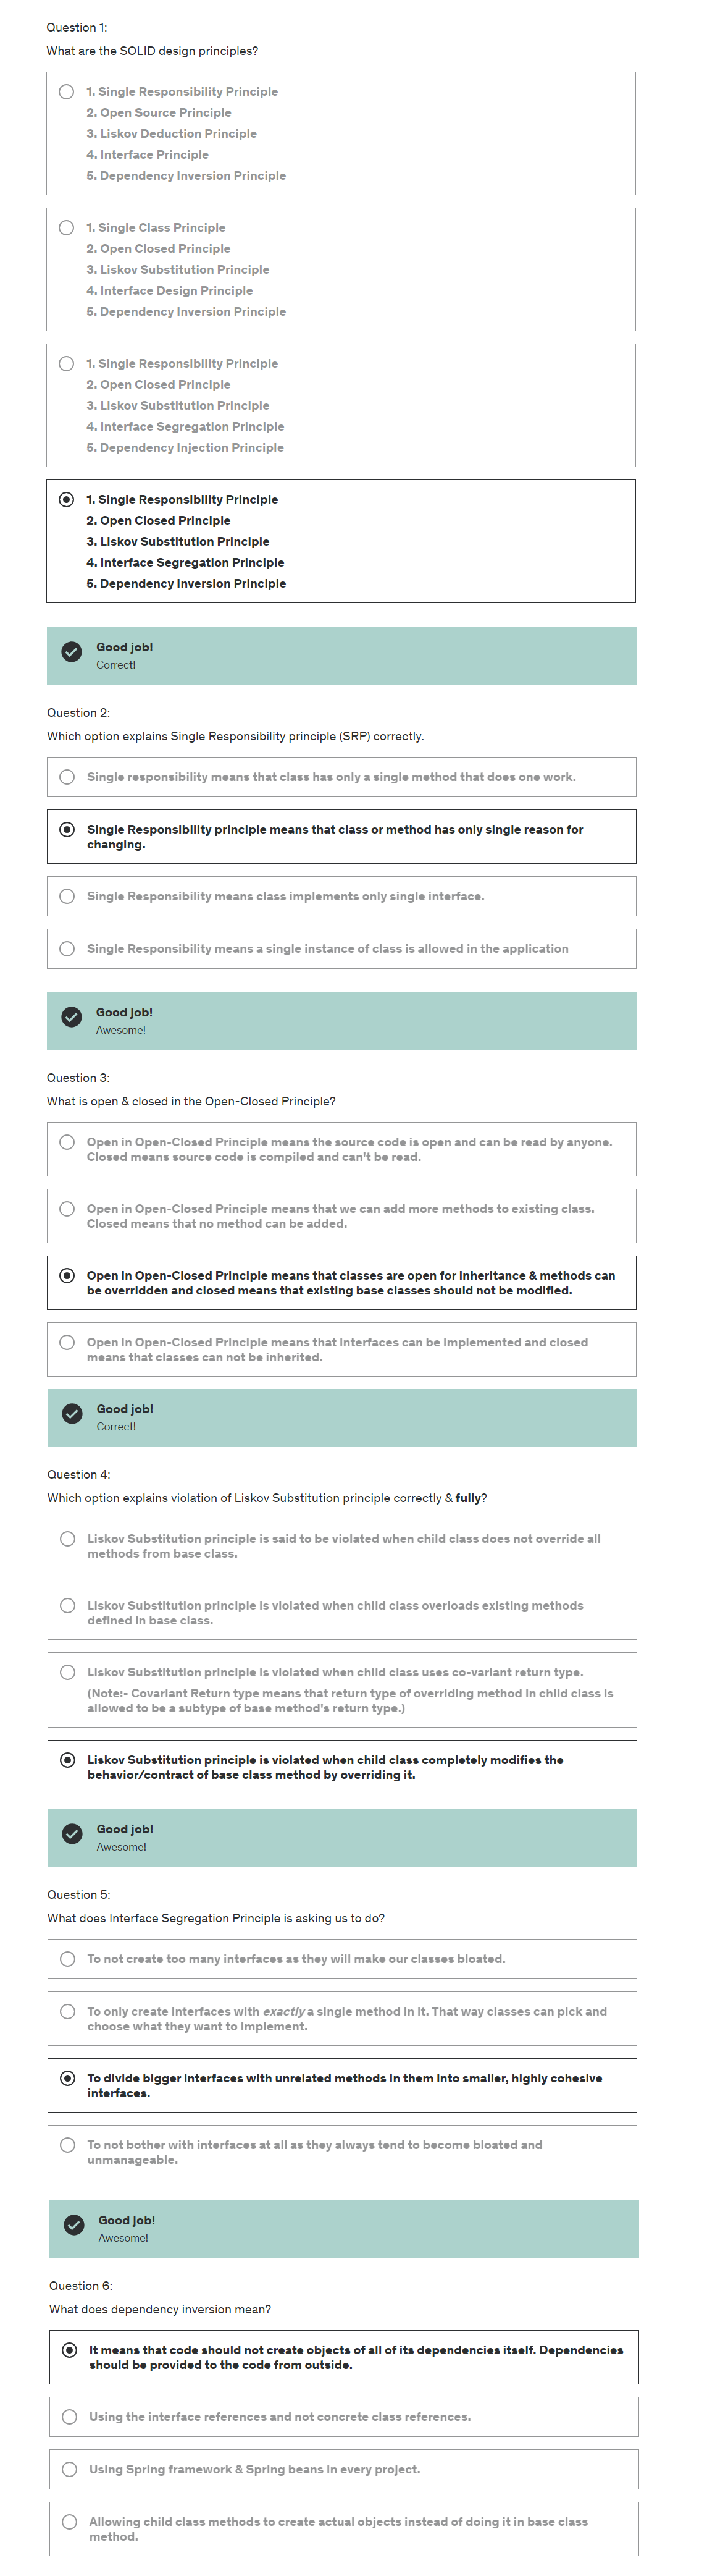 Question 1:
What are the SOLID design principles?
1. Single Responsibility Principle
2. Open Source Principle
3. Liskov Deduction Principle
4. Interface Principle
5. Dependency Inversion Principle
1. Single Class Principle
2. Open Closed Principle
3. Liskov Substitution Principle
4. Interface Design Principle
5. Dependency Inversion Principle
1. Single Responsibility Principle
2. Open Closed Principle
3. Liskov Substitution Principle
4. Interface Segregation Principle
5. Dependency Injection Principle
1. Single Responsibility Principle
2. Open Closed Principle
3. Liskov Substitution Principle
4. Interface Segregation Principle
5. Dependency Inversion Principle
Good job!
Correct!
Question 2:
Which option explains Single Responsibility principle (SRP) correctly.
Single responsibility means that class has only a single method that does one work.
Single Responsibility principle means that class or method has only single reason for
changing.
Single Responsibility means class implements only single interface.
Single Responsibility means a single instance of class is allowed in the application
Good job!
Awesome!
Question 3:
What is open & closed in the Open-Closed Principle?
Open in Open-Closed Principle means the source code is open and can be read by anyone.
Closed means source code is compiled and can't be read.
Open in Open-Closed Principle means that we can add more methods to existing class.
Closed means that no method can be added.
Open in Open-Closed Principle means that classes are open for inheritance & methods can
be overridden and closed means that existing base classes should not be modified.
Open in Open-Closed Principle means that interfaces can be implemented and closed
means that classes can not be inherited.
Good job!
Correct!
Question 4:
Which option explains violation of Liskov Substitution principle correctly & fully?
Liskov Substitution principle is said to be violated when child class does not override all
methods from base class.
Liskov Substitution principle is violated when child class overloads existing methods
defined in base class.
Liskov Substitution principle is violated when child class uses co-variant return type.
(Note:- Covariant Return type means that return type of overriding method in child class is
allowed to be a subtype of base method's return type.)
Liskov Substitution principle is violated when child class completely modifies the
behavior/contract of base class method by overriding it.
Good job!
Awesome!
Question 5:
What does Interface Segregation Principle is asking us to do?
To not create too many interfaces as they will make our classes bloated.
To only create interfaces with exactly a single method in it. That way classes can pick and
choose what they want to implement.
To divide bigger interfaces with unrelated methods in them into smaller, highly cohesive
interfaces.
To not bother with interfaces at all as they always tend to become bloated and
unmanageable.
Good job!
Awesome!
Question 6:
What does dependency inversion mean?
It means that code should not create objects of all of its dependencies itself. Dependencies
should be provided to the code from outside.
Using the interface references and not concrete class references.
Using Spring framework & Spring beans in every project.
Allowing child class methods to create actual objects instead of doing it in base class
method.